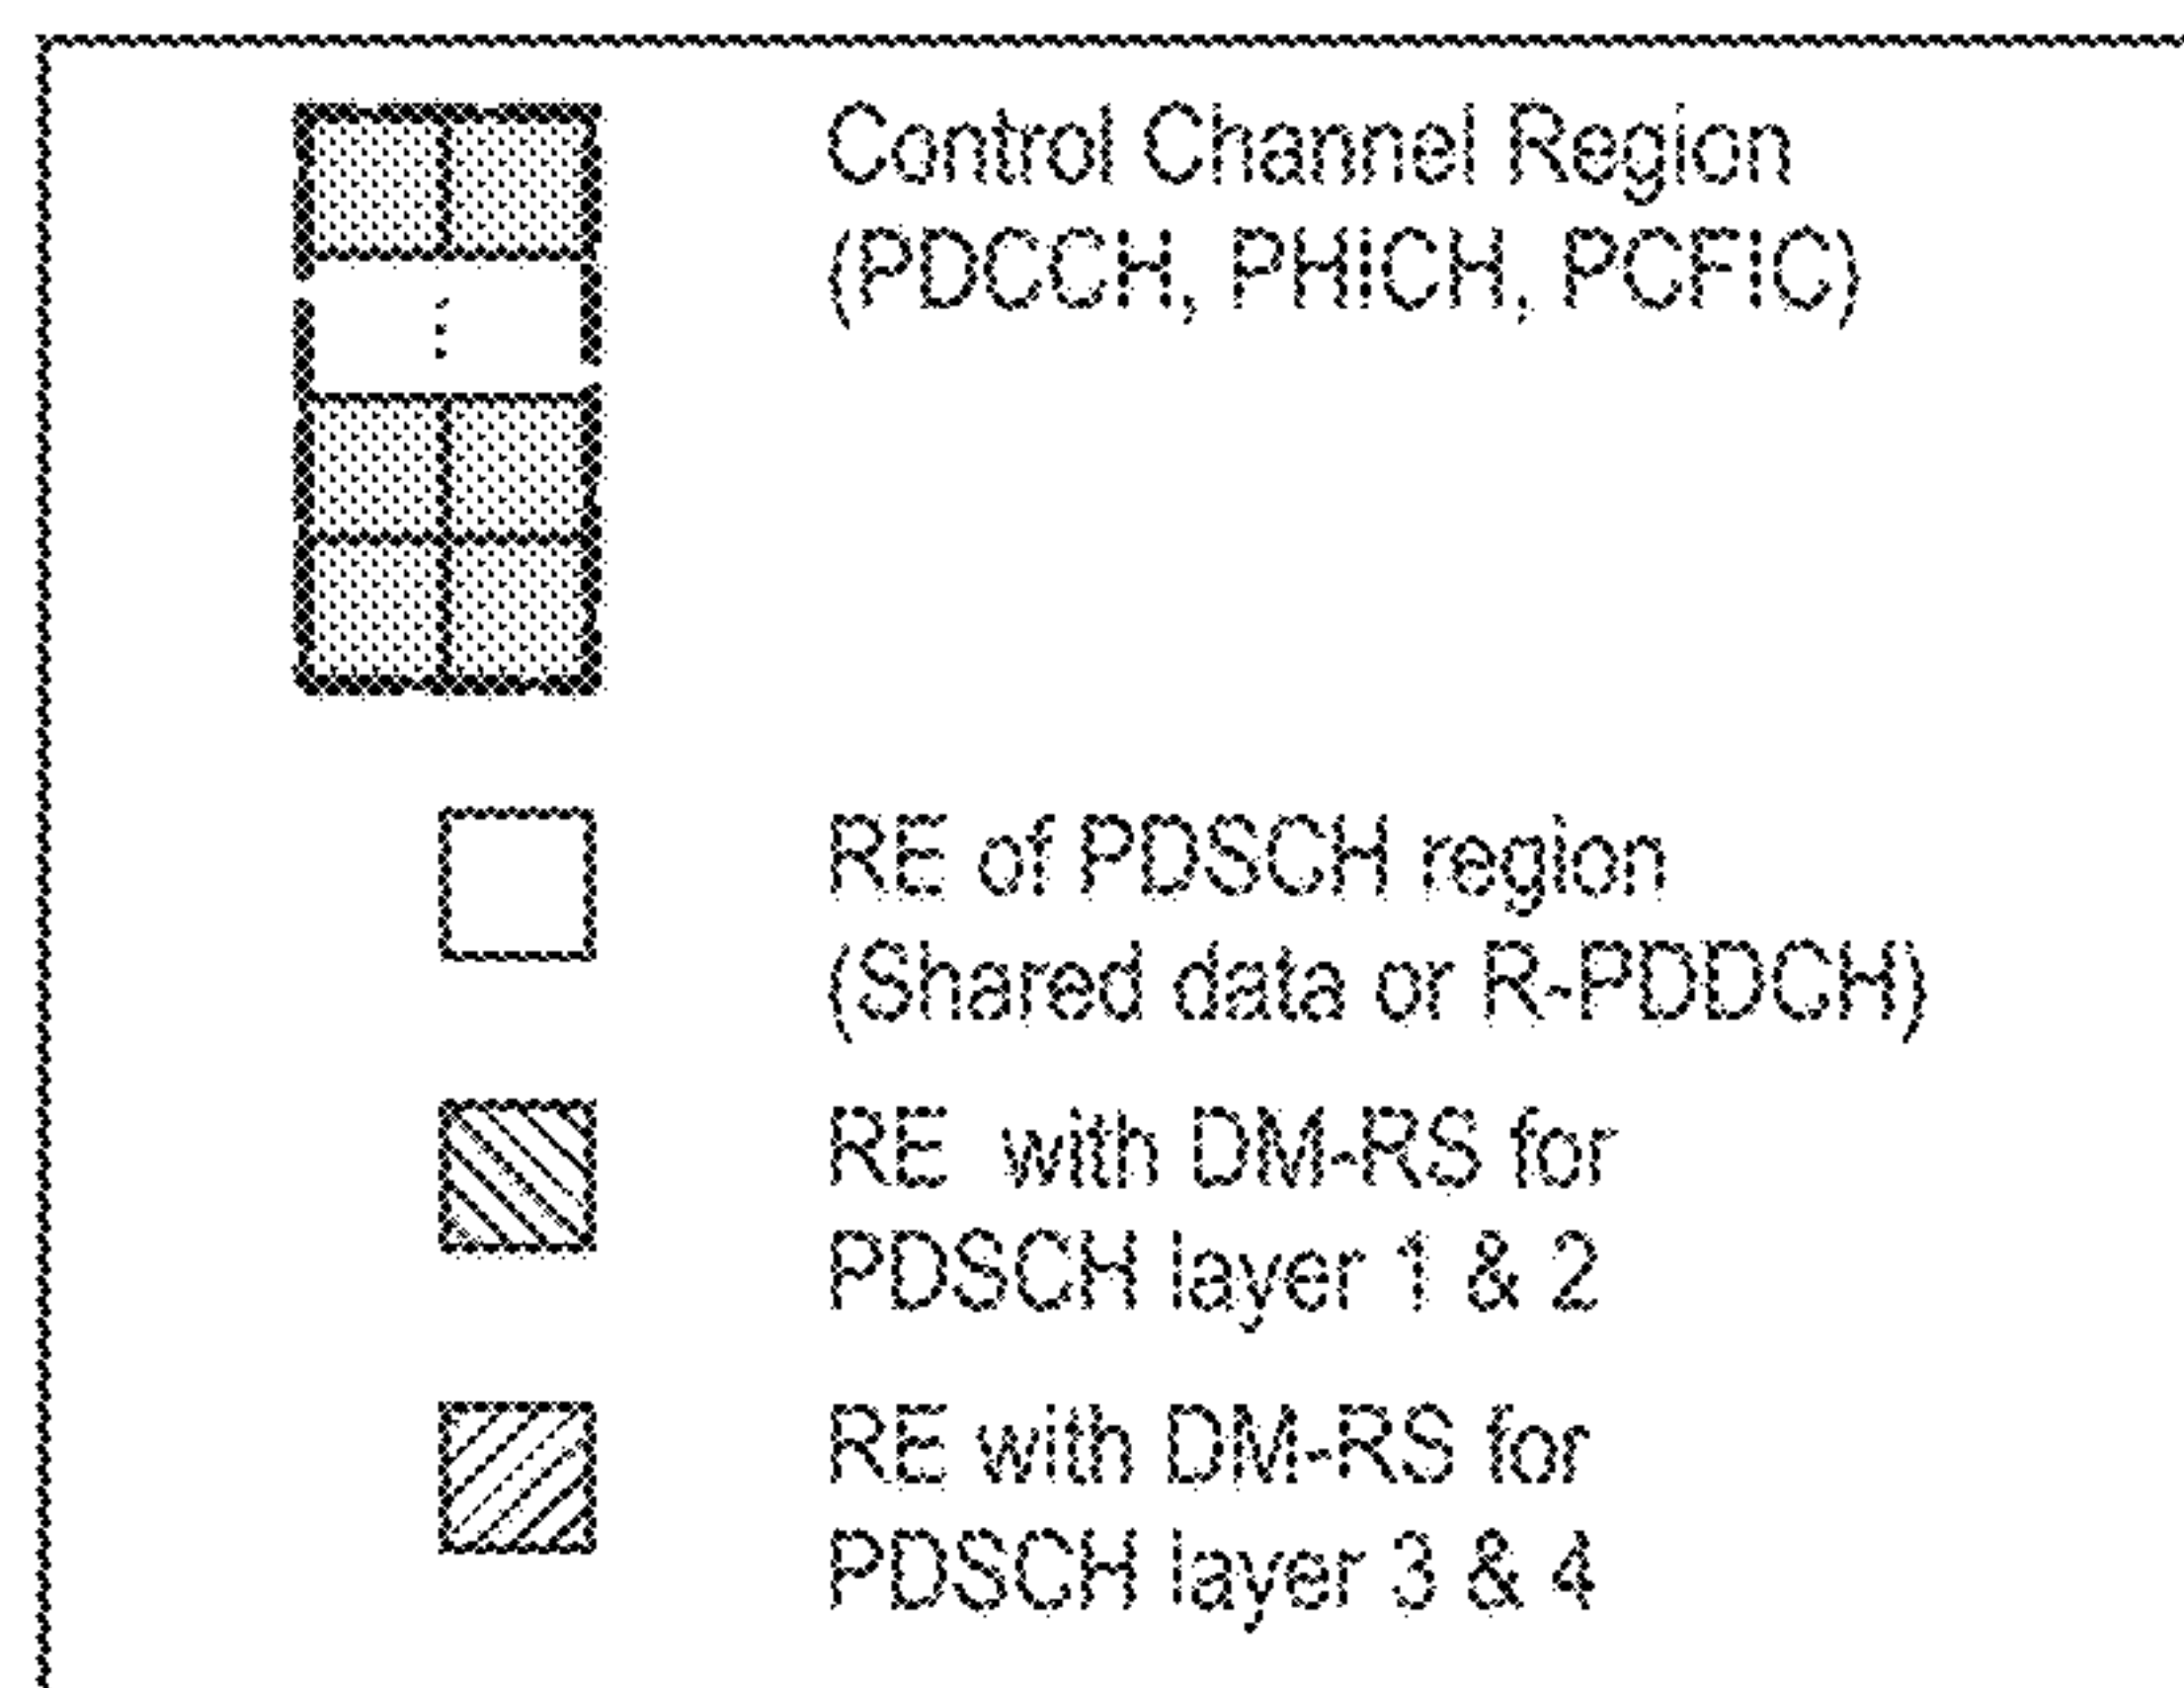 Control Channel Region
(PDCCH, PHICH, PCFIC)
RE of PDSCH region
(Shared data or R-PDDCH)
RE with DM-RS for
PDSCH layer 1 & 2
RE with DM-RS for
PDSCH layer 3 & 4